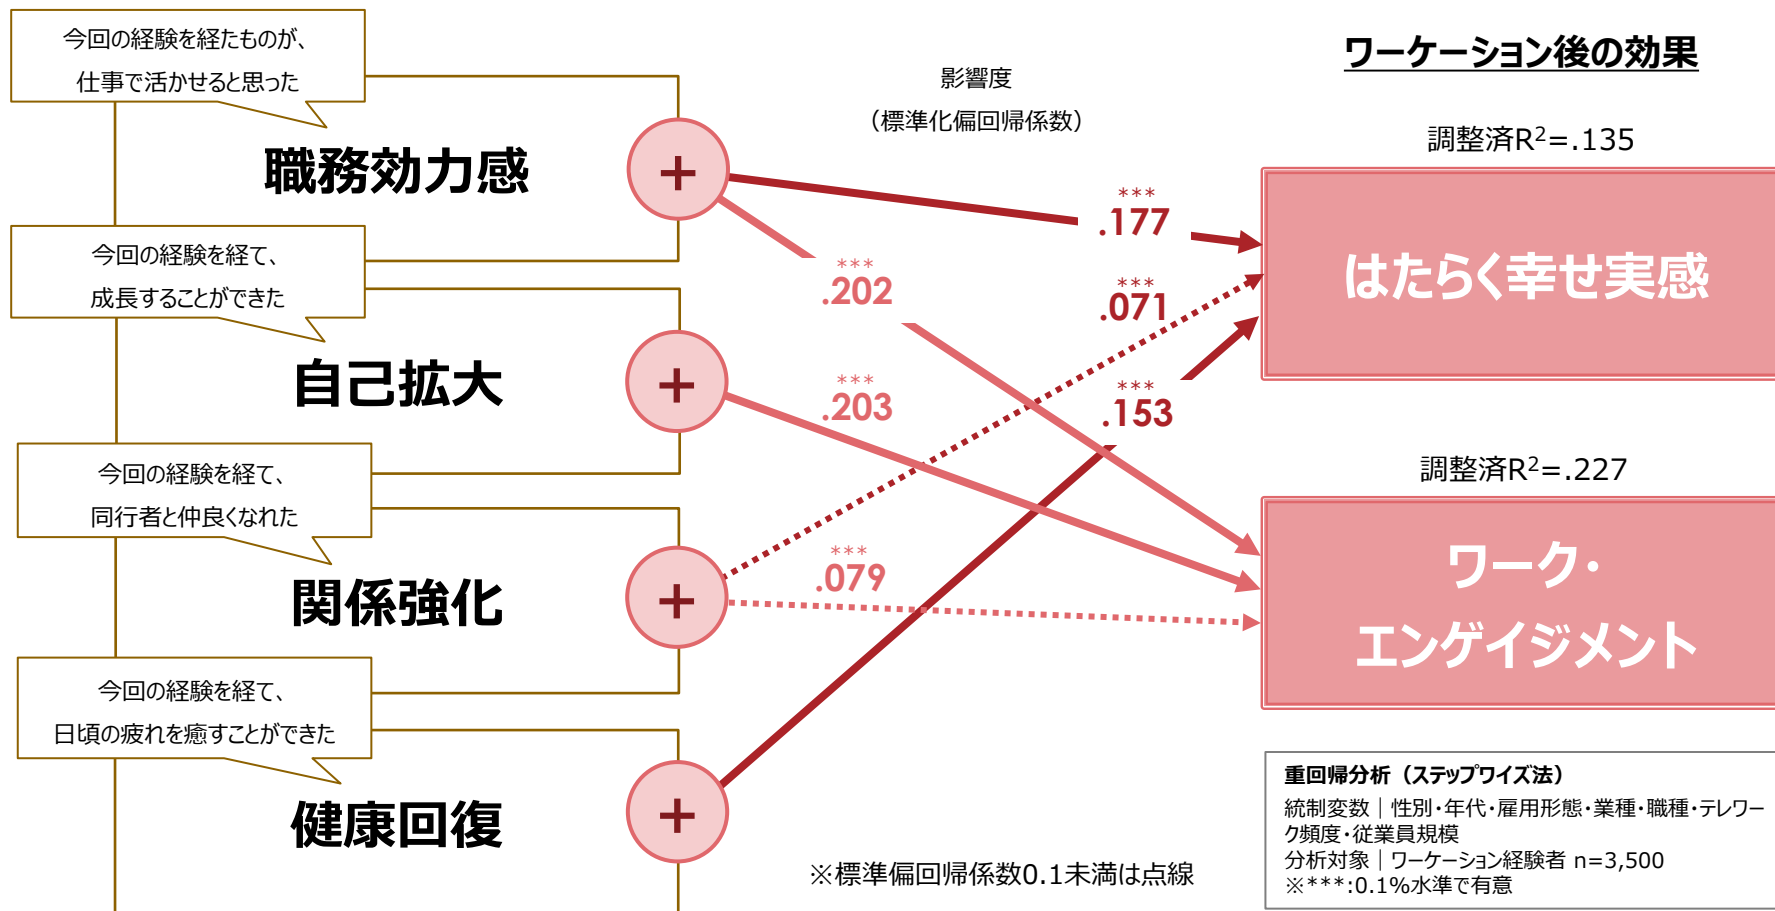 今回の経験を経たものが、
仕事で活かせると思った
職務効力感
+
今回の経験を経て、
成長することができた
自己拡大
+
今回の経験を経て、
同行者と仲良くなれた
関係強化
+
今回の経験を経て、
日頃の疲れを癒すことができた
健康回復
+
影響度
（標準化偏回帰係数）
***
.177
***
.202
***
.071
***
.203
***
.153
***
.079
※標準偏回帰係数0.1未満は点線
ワーケーション後の効果
調整済R²=.135
はたらく幸せ実感
調整済R²=.227
ワーク・
エンゲイジメント
重回帰分析（ステップワイズ法）
統制変数｜性別・年代・雇用形態・業種・職種・テレワー
ク頻度・従業員規模
分析対象｜ワーケーション経験者 n=3,500
※***:0.1％水準で有意